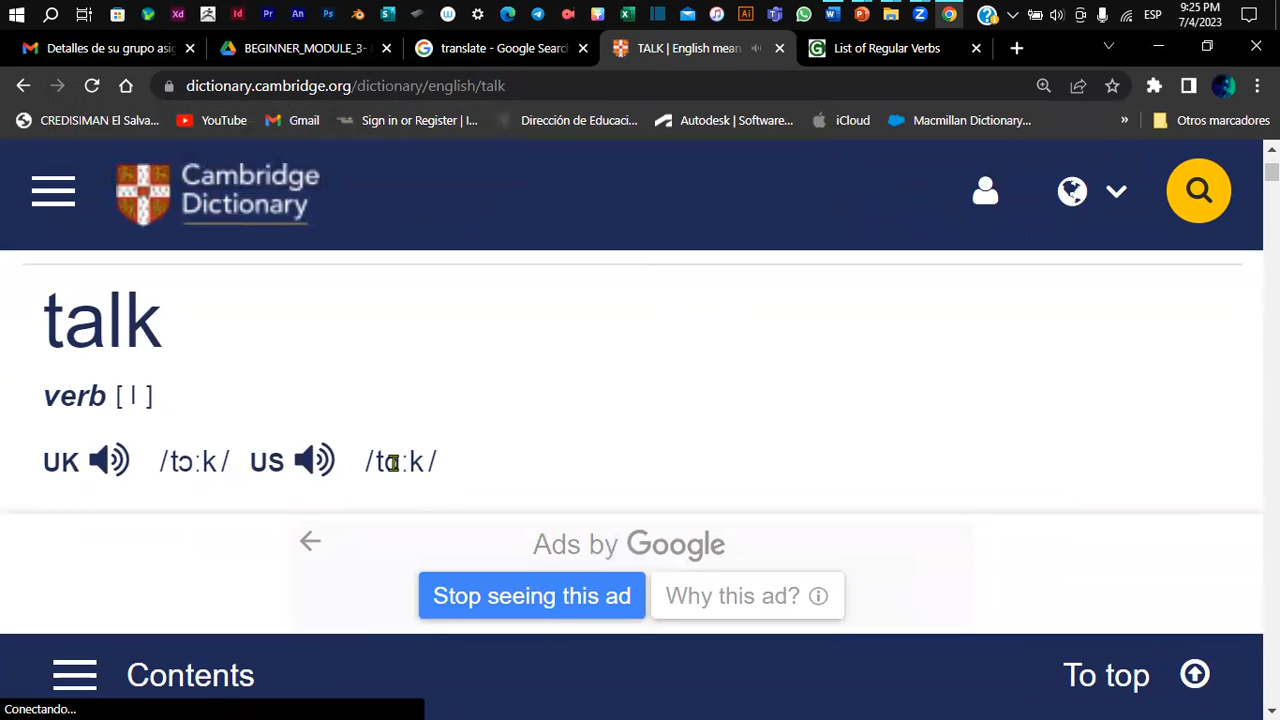 9:25 PM
ESP
7/4/2023
Detalles de su grupo asi
BEGINNER_MODULE_3-
translate - Google Searc
TALK | English mean
List of Regular Verbs
dictionary.cambridge.org/dictionary/english/talk
CREDISIMAN El Salva...
YouTube
Gmail
Sign in or Register | I...
Dirección de Educaci...
Autodesk | Software...
iCloud
Macmillan Dictionary...
»
Otros marcadores
Cambridge
Dictionary
talk
verb [ I ]
UK /tɔːk/ US /tɑːk/
Ads by Google
Stop seeing this ad
Why this ad?
Contents
To top
Conectando...